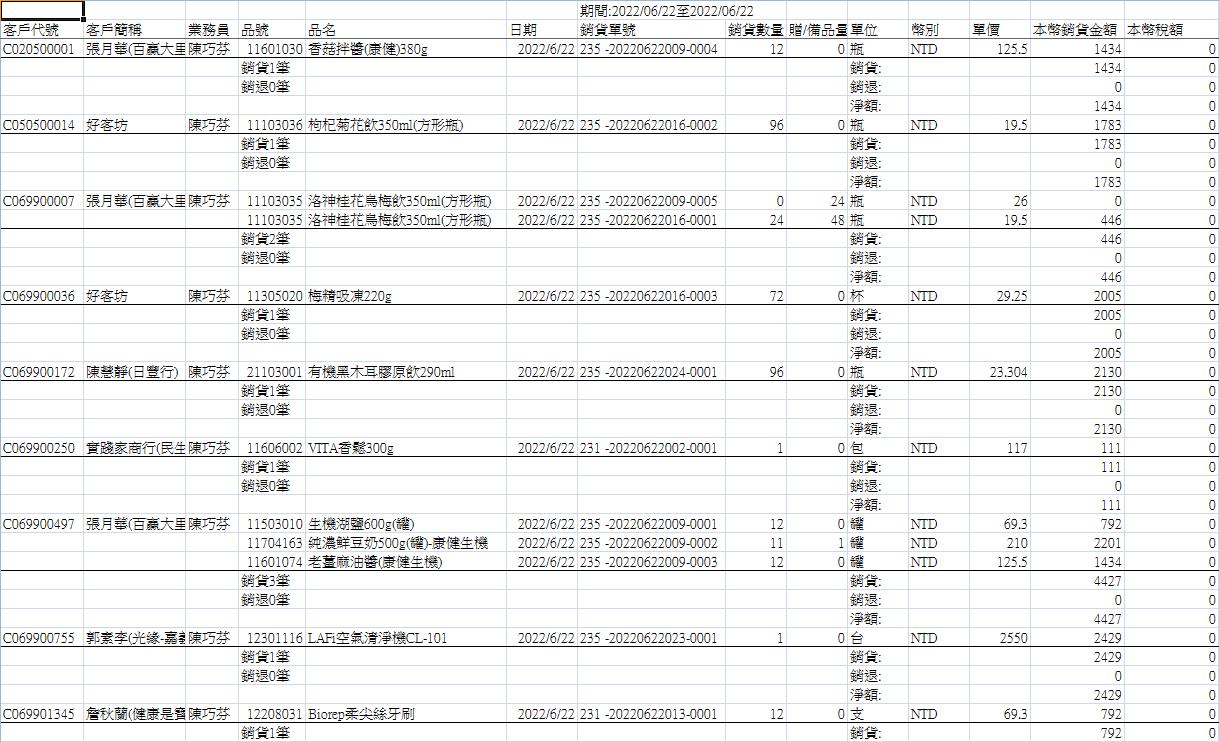 期間:2022/06/22至2022/06/22
客戶代號 客戶簡稱 業務員 品號 品名 日期 銷貨單號 銷貨數量 贈/備品量 單位 幣別 單價 本幣銷貨金額 本幣稅額
C020500001 張月華(百贏大里 陳巧芬 11601030 香菇拌醬(康健)380g 2022/6/22 235 -20220622009-0004 12 0 瓶 NTD 125.5 1434 0
銷貨1筆 銷貨: 1434 0
銷退0筆 銷退: 0 0
淨額: 1434 0
C050500014 好客坊 陳巧芬 11103036 枸杞菊花飲350ml(方形瓶) 2022/6/22 235 -20220622016-0002 96 0 瓶 NTD 19.5 1783 0
銷貨1筆 銷貨: 1783 0
銷退0筆 銷退: 0 0
淨額: 1783 0
C069900007 張月華(百贏大里 陳巧芬 11103035 洛神桂花烏梅飲350ml(方形瓶) 2022/6/22 235 -20220622009-0005 0 24 瓶 NTD 26 0 0
11103035 洛神桂花烏梅飲350ml(方形瓶) 2022/6/22 235 -20220622016-0001 24 48 瓶 NTD 19.5 446 0
銷貨2筆 銷貨: 446 0
銷退0筆 銷退: 0 0
淨額: 446 0
C069900036 好客坊 陳巧芬 11305020 梅精吸凍220g 2022/6/22 235 -20220622016-0003 72 0 杯 NTD 29.25 2005 0
銷貨1筆 銷貨: 2005 0
銷退0筆 銷退: 0 0
淨額: 2005 0
C069900172 陳慧靜(日豐行) 陳巧芬 21103001 有機黑木耳膠原飲290ml 2022/6/22 235 -20220622024-0001 96 0 瓶 NTD 23.304 2130 0
銷貨1筆 銷貨: 2130 0
銷退0筆 銷退: 0 0
淨額: 2130 0
C069900250 實踐家商行(民生 陳巧芬 11606002 VITA香鬆300g 2022/6/22 231 -20220622002-0001 1 0 包 NTD 117 111 0
銷貨1筆 銷貨: 111 0
銷退0筆 銷退: 0 0
淨額: 111 0
C069900497 張月華(百贏大里 陳巧芬 11503010 生機湖鹽600g(罐) 2022/6/22 235 -20220622009-0001 12 0 罐 NTD 69.3 792 0
11704163 純濃鮮豆奶500g(罐)-康健生機 2022/6/22 235 -20220622009-0002 11 1 罐 NTD 210 2201 0
11601074 老薑麻油醬(康健生機) 2022/6/22 235 -20220622009-0003 12 0 罐 NTD 125.5 1434 0
銷貨3筆 銷貨: 4427 0
銷退0筆 銷退: 0 0
淨額: 4427 0
C069900755 郭素李(光緣-嘉義 陳巧芬 12301116 LAFi空氣清淨機CL-101 2022/6/22 235 -20220622023-0001 1 0 台 NTD 2550 2429 0
銷貨1筆 銷貨: 2429 0
銷退0筆 銷退: 0 0
淨額: 2429 0
C069901345 詹秋蘭(健康是寶 陳巧芬 12208031 Biorep柔尖絲牙刷 2022/6/22 231 -20220622013-0001 12 0 支 NTD 69.3 792 0
銷貨1筆 銷貨: 792 0